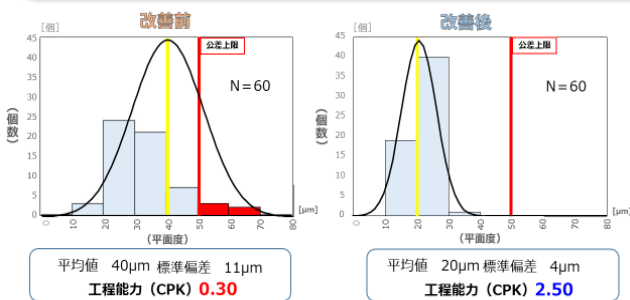 改善前
[個]
公差上限
N=60
45
40
35
30
25
20
15
10
5
0
(個数)
0
10
20
30
40
50
60
70
80
[μm]
(平面度)
平均値 40μm 標準偏差 11μm
工程能力（CPK）0.30
改善後
[個]
公差上限
N=60
45
40
35
30
25
20
15
10
5
0
(個数)
0
10
20
30
40
50
60
70
80
[μm]
(平面度)
平均値 20μm 標準偏差 4μm
工程能力（CPK）2.50